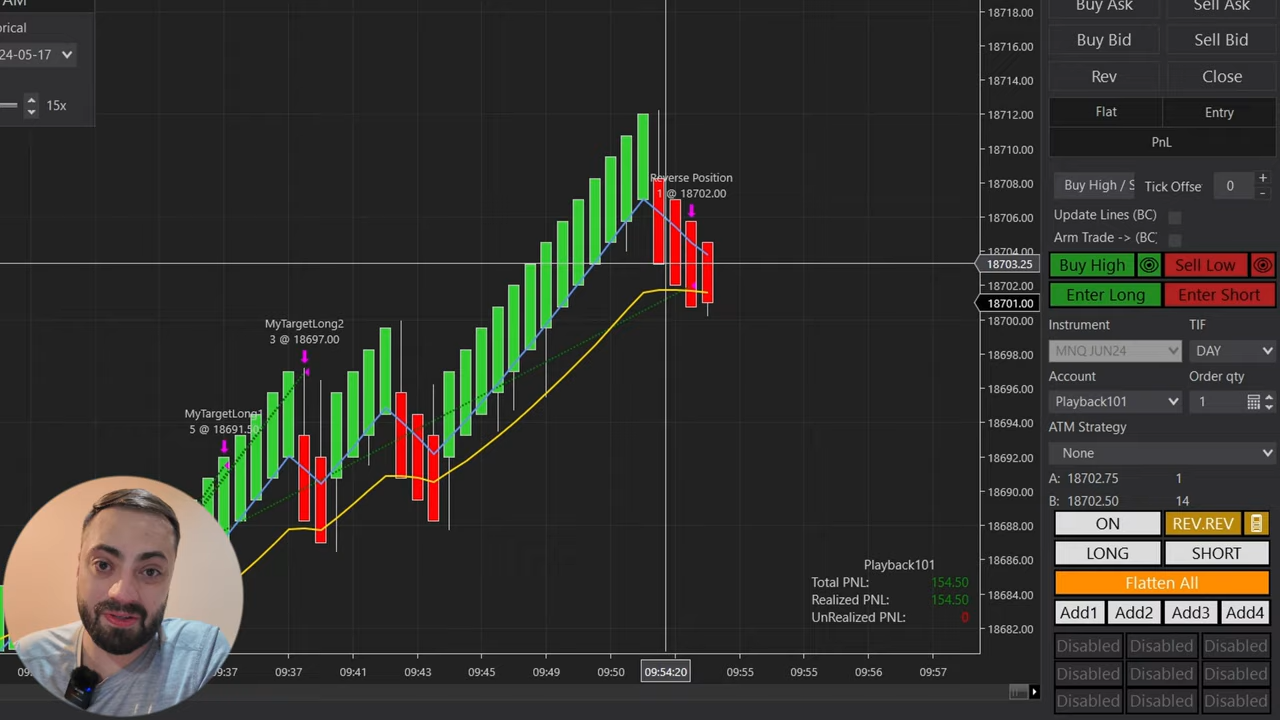 AM
orical
24-05-17
15x
Reverse Position
1 @ 18702.00
MyTargetLong2
3 @ 18697.00
MyTargetLong1
5 @ 18691.50
Playback101
Total PNL: 154.50
Realized PNL: 154.50
UnRealized PNL: 0
09:37
09:37
09:41
09:45
09:49
09:50
09:54:20
09:55
09:55
09:56
09:57
18718.00
18716.00
18714.00
18712.00
18710.00
18708.00
18706.00
18704.00
18703.25
18702.00
18701.00
18700.00
18698.00
18696.00
18694.00
18692.00
18690.00
18688.00
18686.00
18684.00
18682.00
Buy Ask Sell Ask
Buy Bid Sell Bid
Rev Close
Flat Entry
PnL
Buy High / S Tick Offse 0
Update Lines (BC)
Arm Trade -> (BC)
Buy High Sell Low
Enter Long Enter Short
Instrument TIF
MNQ JUN24 DAY
Account Order qty
Playback101 1
ATM Strategy
None
A: 18702.75 1
B: 18702.50 14
ON REV.REV
LONG SHORT
Flatten All
Add1 Add2 Add3 Add4
Disabled Disabled Disabled
Disabled Disabled Disabled
Disabled Disabled Disabled